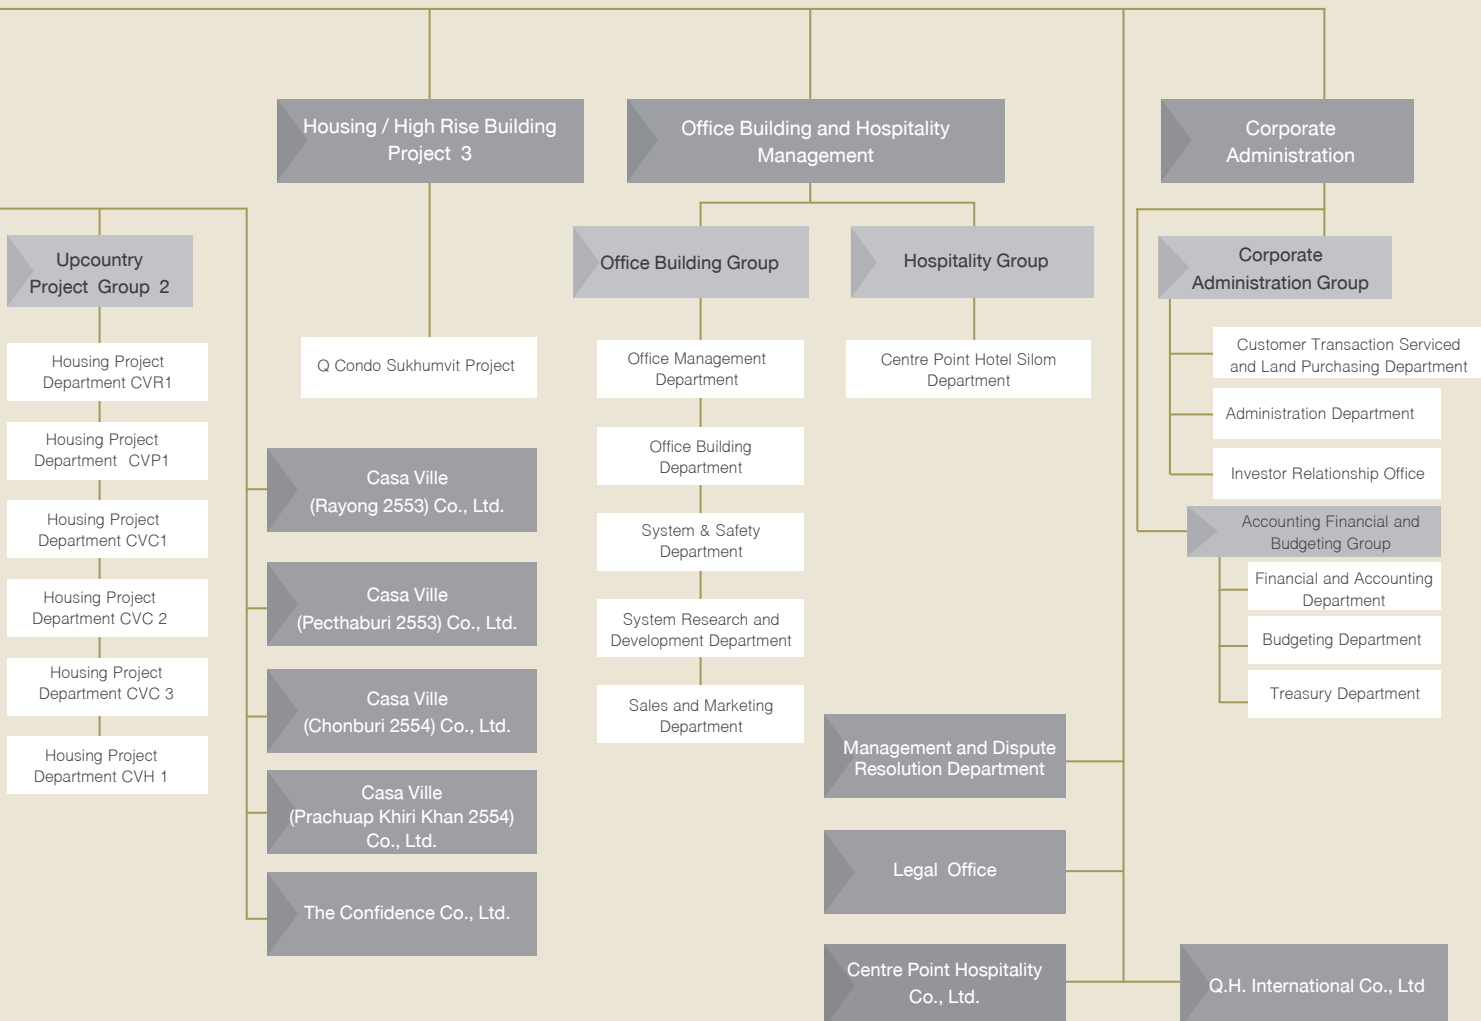 Housing / High Rise Building
Project 3
Office Building and Hospitality
Management
Corporate
Administration
Upcountry
Project Group 2
Office Building Group
Hospitality Group
Corporate
Administration Group
Housing Project
Department CVR1
Housing Project
Department CVP1
Housing Project
Department CVC1
Housing Project
Department CVC 2
Housing Project
Department CVC 3
Housing Project
Department CVH 1
Q Condo Sukhumvit Project
Casa Ville
(Rayong 2553) Co., Ltd.
Casa Ville
(Pecthaburi 2553) Co., Ltd.
Casa Ville
(Chonburi 2554) Co., Ltd.
Casa Ville
(Prachuap Khiri Khan 2554)
Co., Ltd.
The Confidence Co., Ltd.
Office Management
Department
Office Building
Department
System & Safety
Department
System Research and
Development Department
Sales and Marketing
Department
Centre Point Hotel Silom
Department
Customer Transaction Serviced
and Land Purchasing Department
Administration Department
Investor Relationship Office
Accounting Financial and
Budgeting Group
Financial and Accounting
Department
Budgeting Department
Treasury Department
Management and Dispute
Resolution Department
Legal Office
Centre Point Hospitality
Co., Ltd.
Q.H. International Co., Ltd